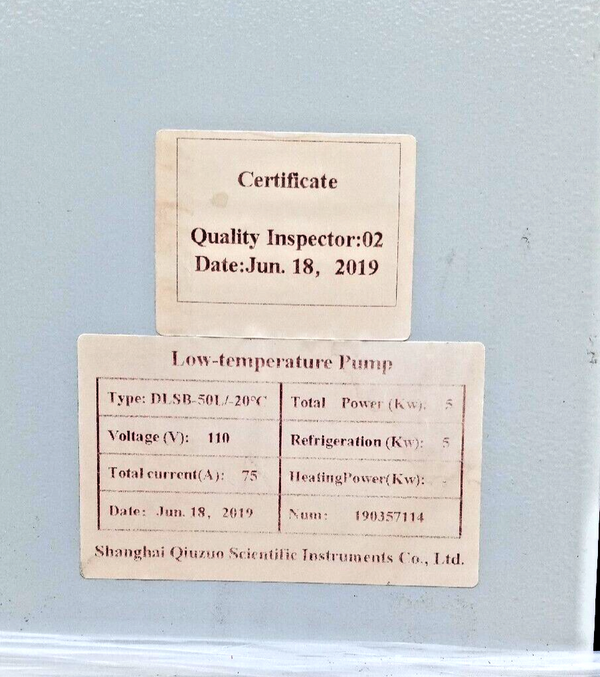 Certificate
Quality Inspector:02
Date:Jun. 18, 2019
Low-temperature Pump
Type: DLSB-50L/-20°C
Total Power (Kw): 5
Voltage (V): 110
Refrigeration (Kw): 5
Total current(A): 75
HeatingPower(Kw): -
Date: Jun. 18, 2019
Num: 190357114
Shanghai Qiuzuo Scientific Instruments Co., Ltd.